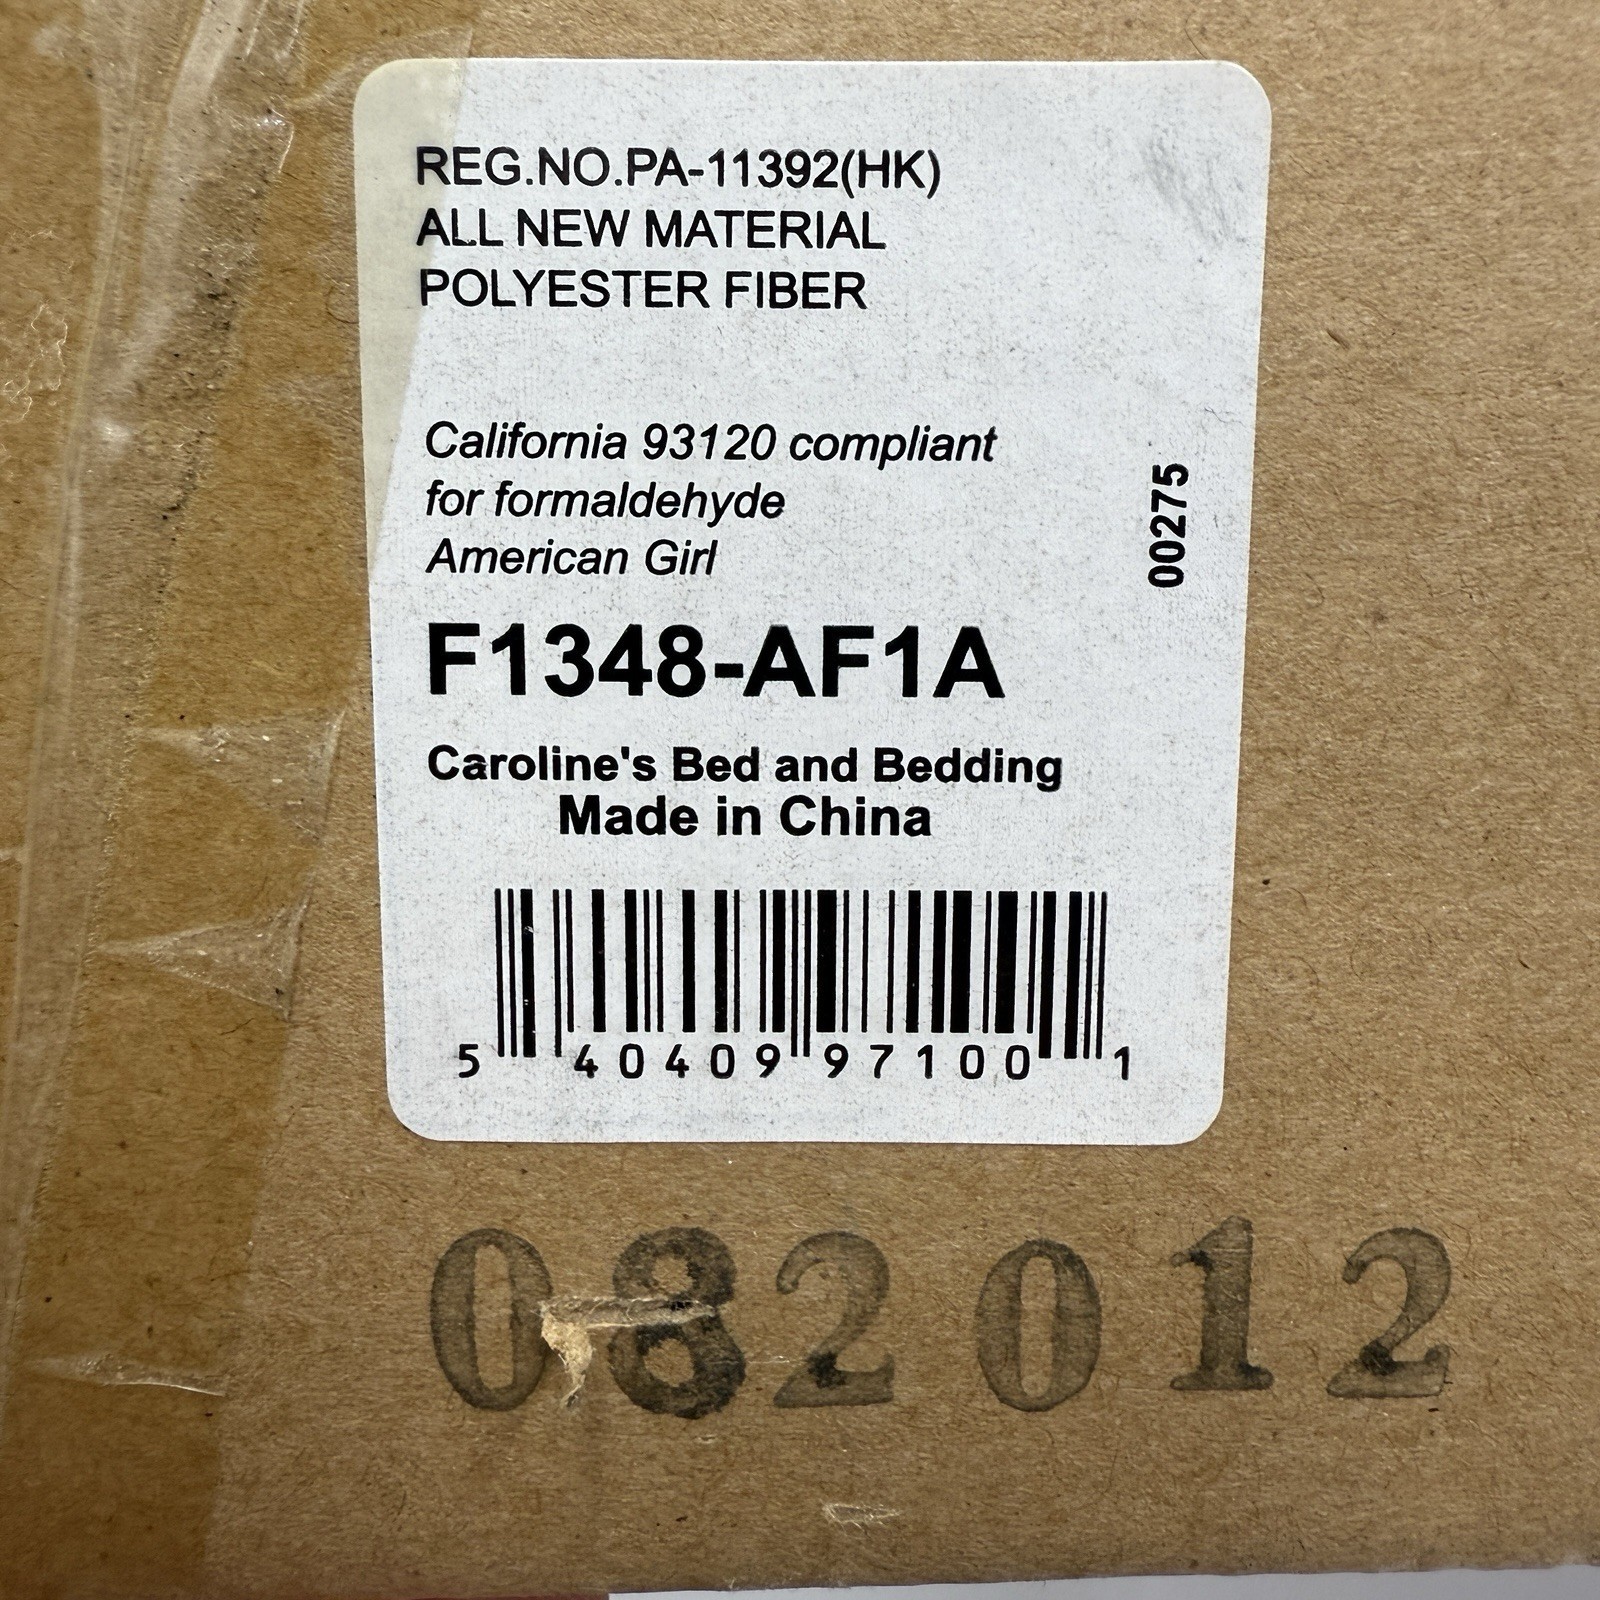 REG.NO.PA-11392(HK)
ALL NEW MATERIAL
POLYESTER FIBER
California 93120 compliant
for formaldehyde
American Girl
00275
F1348-AF1A
Caroline's Bed and Bedding
Made in China
5 40409 97100 1
082012